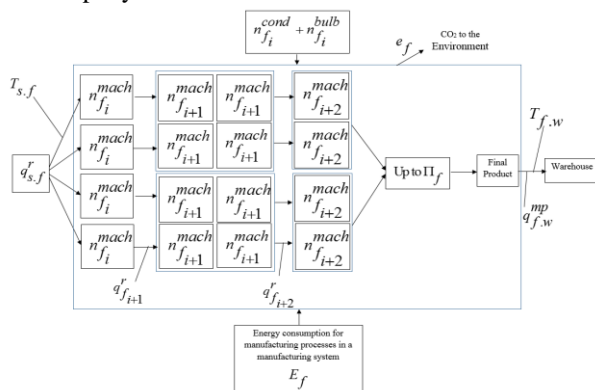 n_{f_i}^{cond} + n_{f_i}^{bulb}
e_f
CO₂ to the
Environment
T_{s.f}
n_{f_i}^{mach} n_{f_{i+1}}^{mach} n_{f_{i+1}}^{mach} n_{f_{i+2}}^{mach}
T_{f.w}
n_{f_i}^{mach} n_{f_{i+1}}^{mach} n_{f_{i+1}}^{mach} n_{f_{i+2}}^{mach}
q_{s.f}^{r}
Up to Π_f
Final
Product
Warehouse
n_{f_i}^{mach} n_{f_{i+1}}^{mach} n_{f_{i+1}}^{mach} n_{f_{i+2}}^{mach}
q_{f.w}^{mp}
n_{f_i}^{mach} n_{f_{i+1}}^{mach} n_{f_{i+1}}^{mach} n_{f_{i+2}}^{mach}
q_{f_{i+1}}^{r}
q_{f_{i+2}}^{r}
Energy consumption for
manufacturing processes in a
manufacturing system
E_f